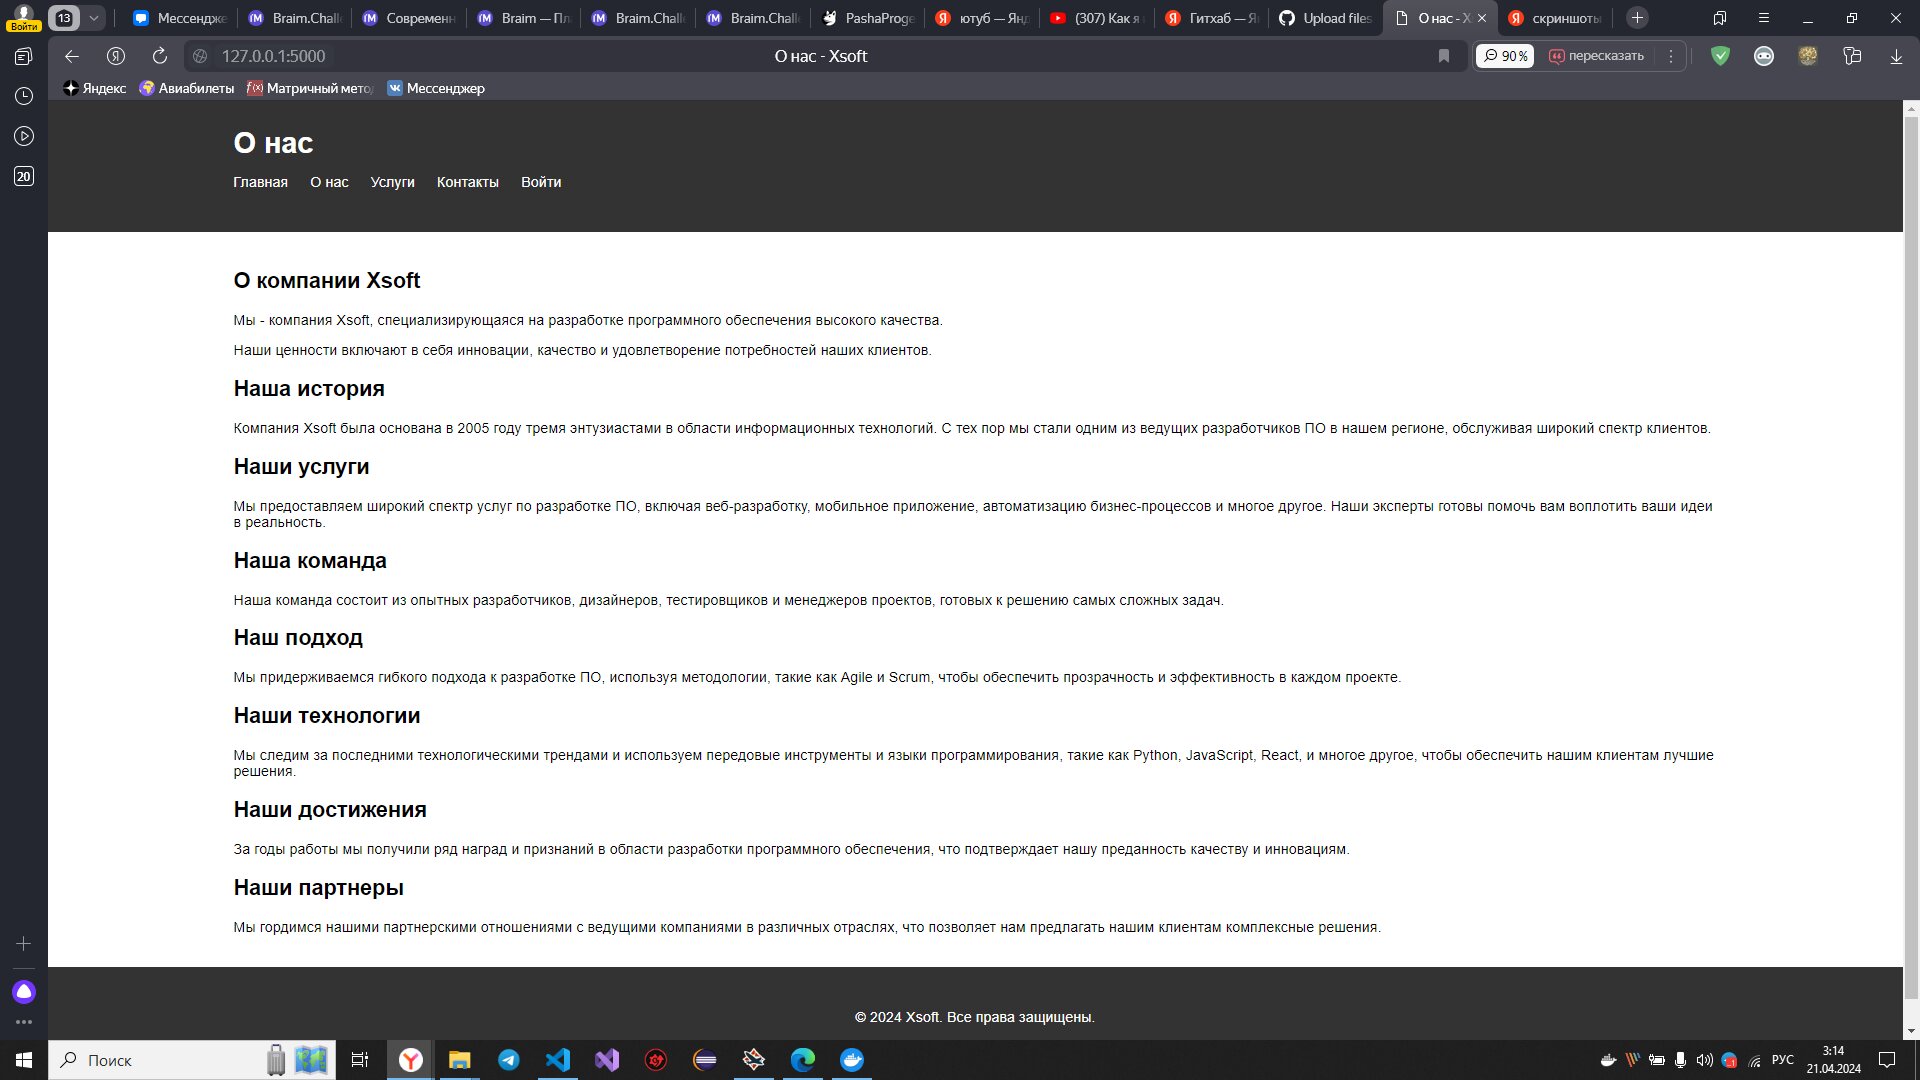 13
Мессендже
Braim.Challe
Современн
Braim — Пл
Braim.Challe
Braim.Challe
PashaProge
ютуб — Янд
(307) Как я
Гитхаб — Я
Upload files
О нас - X
скриншоты
Войти
127.0.0.1:5000
О нас - Xsoft
90%
пересказать
Яндекс
Авиабилеты
Матричный мето
Мессенджер
20
О нас
Главная О нас Услуги Контакты Войти
О компании Xsoft
Мы - компания Xsoft, специализирующаяся на разработке программного обеспечения высокого качества.
Наши ценности включают в себя инновации, качество и удовлетворение потребностей наших клиентов.
Наша история
Компания Xsoft была основана в 2005 году тремя энтузиастами в области информационных технологий. С тех пор мы стали одним из ведущих разработчиков ПО в нашем регионе, обслуживая широкий спектр клиентов.
Наши услуги
Мы предоставляем широкий спектр услуг по разработке ПО, включая веб-разработку, мобильное приложение, автоматизацию бизнес-процессов и многое другое. Наши эксперты готовы помочь вам воплотить ваши идеи
в реальность.
Наша команда
Наша команда состоит из опытных разработчиков, дизайнеров, тестировщиков и менеджеров проектов, готовых к решению самых сложных задач.
Наш подход
Мы придерживаемся гибкого подхода к разработке ПО, используя методологии, такие как Agile и Scrum, чтобы обеспечить прозрачность и эффективность в каждом проекте.
Наши технологии
Мы следим за последними технологическими трендами и используем передовые инструменты и языки программирования, такие как Python, JavaScript, React, и многое другое, чтобы обеспечить нашим клиентам лучшие
решения.
Наши достижения
За годы работы мы получили ряд наград и признаний в области разработки программного обеспечения, что подтверждает нашу преданность качеству и инновациям.
Наши партнеры
Мы гордимся нашими партнерскими отношениями с ведущими компаниями в различных отраслях, что позволяет нам предлагать нашим клиентам комплексные решения.
© 2024 Xsoft. Все права защищены.
Поиск
РУС
3:14
21.04.2024